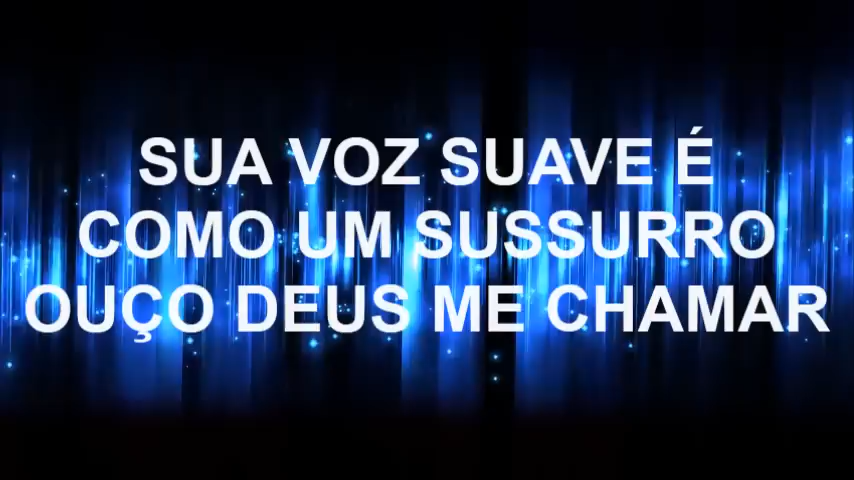 SUA VOZ SUAVE É
COMO UM SUSSURRO
OUÇO DEUS ME CHAMAR